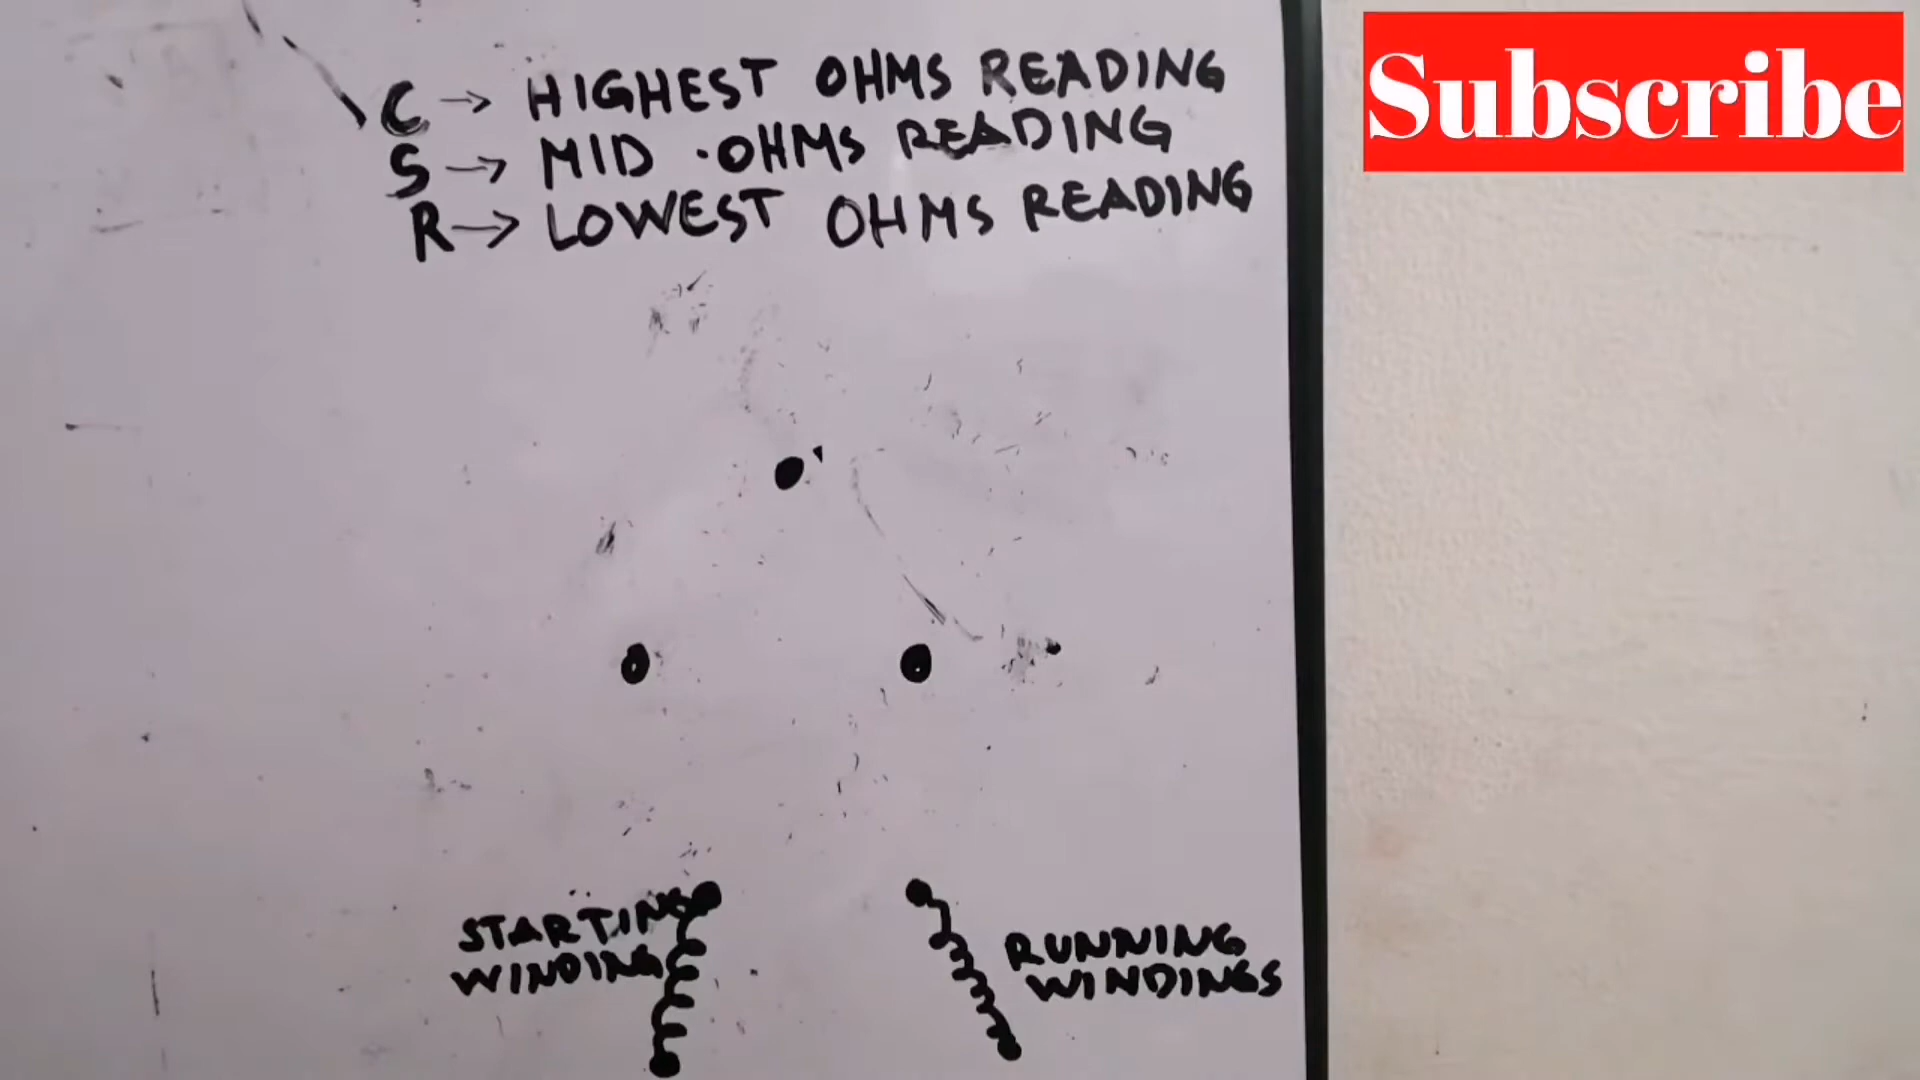 C → HIGHEST OHMS READING
S → MID . OHMS READING
R → LOWEST OHMS READING
Subscribe
STARTING
WINDING
RUNNING
WINDINGS